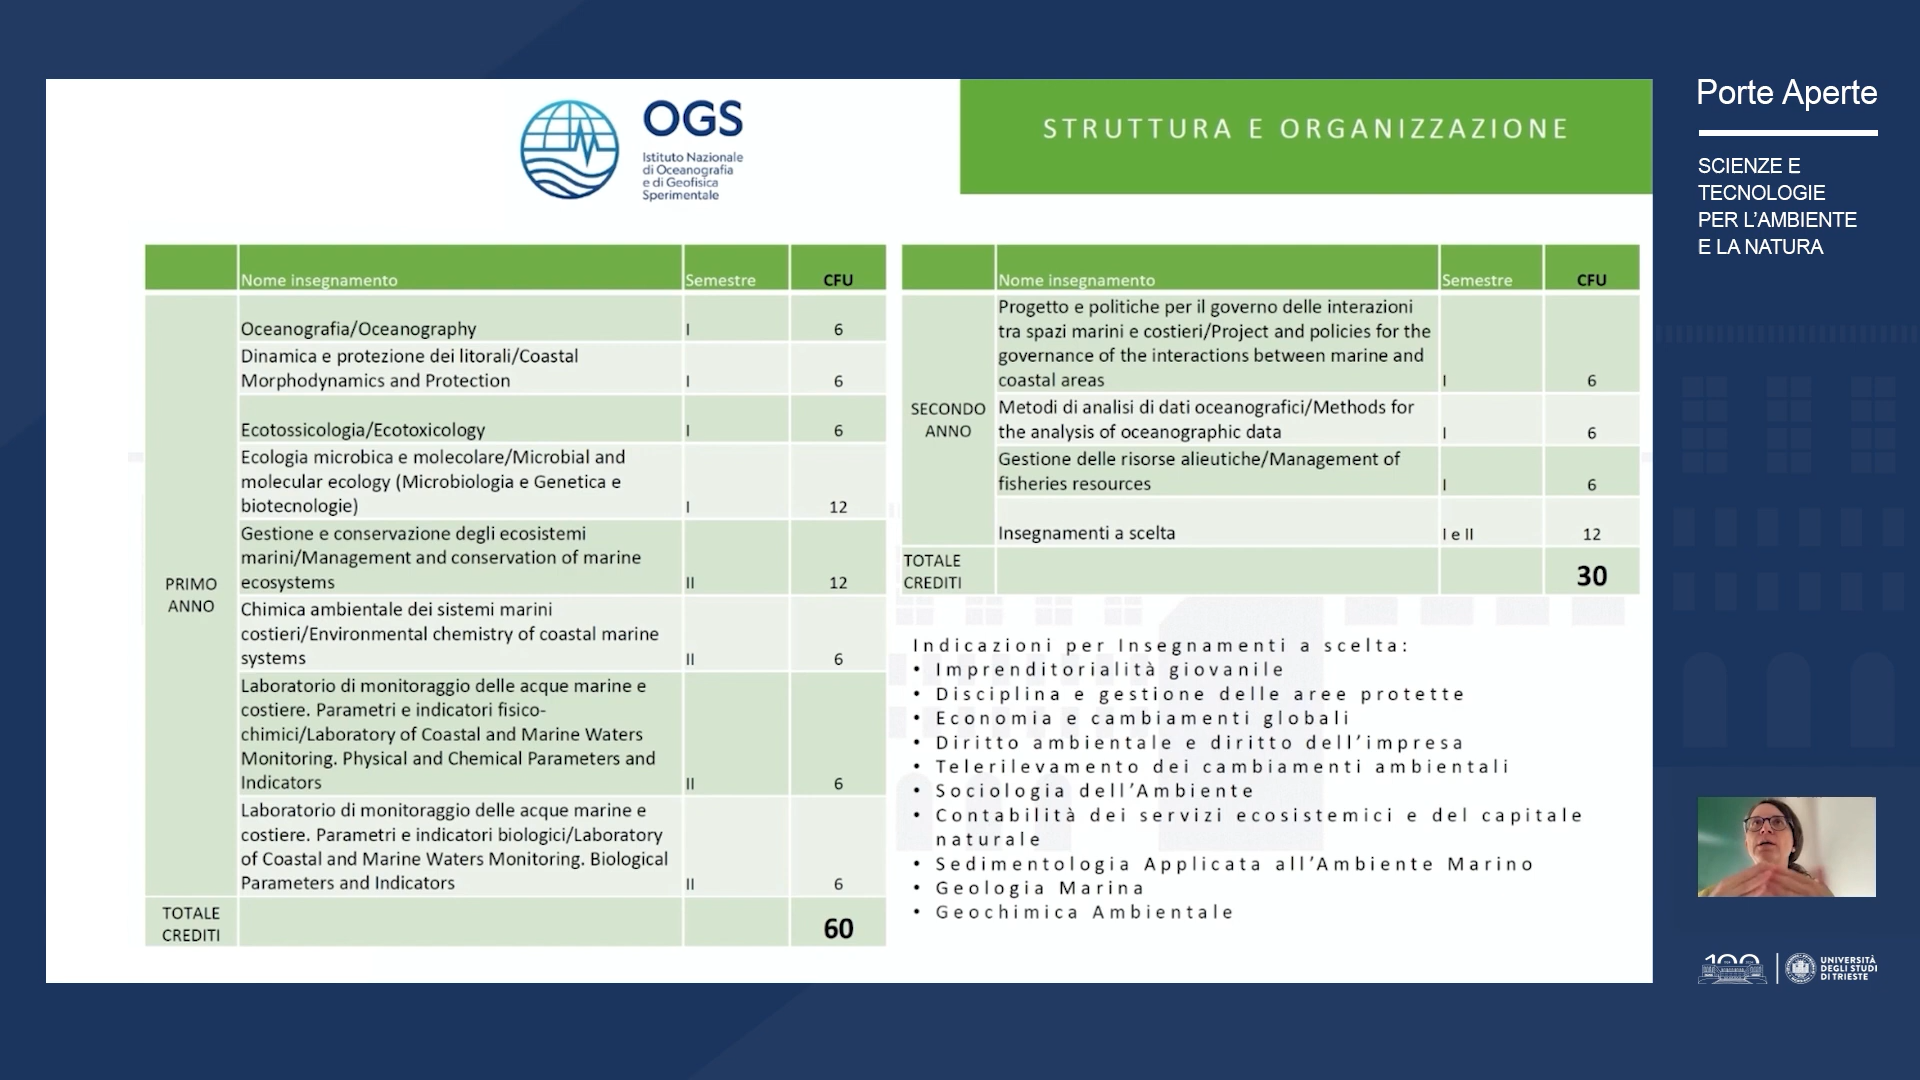 OGS
Istituto Nazionale
di Oceanografia
e di Geofisica
Sperimentale
STRUTTURA E ORGANIZZAZIONE
Porte Aperte
SCIENZE E
TECNOLOGIE
PER L'AMBIENTE
E LA NATURA
Nome insegnamento Semestre CFU
PRIMO
ANNO
Oceanografia/Oceanography I 6
Dinamica e protezione dei litorali/Coastal
Morphodynamics and Protection I 6
Ecotossicologia/Ecotoxicology I 6
Ecologia microbica e molecolare/Microbial and
molecular ecology (Microbiologia e Genetica e
biotecnologie) I 12
Gestione e conservazione degli ecosistemi
marini/Management and conservation of marine
ecosystems II 12
Chimica ambientale dei sistemi marini
costieri/Environmental chemistry of coastal marine
systems II 6
Laboratorio di monitoraggio delle acque marine e
costiere. Parametri e indicatori fisico-
chimici/Laboratory of Coastal and Marine Waters
Monitoring. Physical and Chemical Parameters and
Indicators II 6
Laboratorio di monitoraggio delle acque marine e
costiere. Parametri e indicatori biologici/Laboratory
of Coastal and Marine Waters Monitoring. Biological
Parameters and Indicators II 6
TOTALE
CREDITI 60
Nome insegnamento Semestre CFU
SECONDO
ANNO
Progetto e politiche per il governo delle interazioni
tra spazi marini e costieri/Project and policies for the
governance of the interactions between marine and
coastal areas I 6
Metodi di analisi di dati oceanografici/Methods for
the analysis of oceanographic data I 6
Gestione delle risorse alieutiche/Management of
fisheries resources I 6
Insegnamenti a scelta I e II 12
TOTALE
CREDITI 30
Indicazioni per Insegnamenti a scelta:
• Imprenditorialità giovanile
• Disciplina e gestione delle aree protette
• Economia e cambiamenti globali
• Diritto ambientale e diritto dell'impresa
• Telerilevamento dei cambiamenti ambientali
• Sociologia dell'Ambiente
• Contabilità dei servizi ecosistemici e del capitale
naturale
• Sedimentologia Applicata all'Ambiente Marino
• Geologia Marina
• Geochimica Ambientale
100
UNIVERSITÀ
DEGLI STUDI
DI TRIESTE